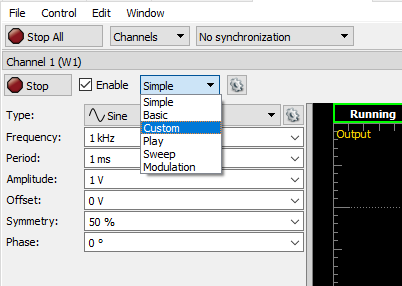 File Control Edit Window
Stop All Channels No synchronization
Channel 1 (W1)
Stop Enable Simple
Simple
Basic
Custom
Play
Sweep
Modulation
Type: Sine
Frequency: 1 kHz
Period: 1 ms
Amplitude: 1 V
Offset: 0 V
Symmetry: 50 %
Phase: 0 °
Running
Output